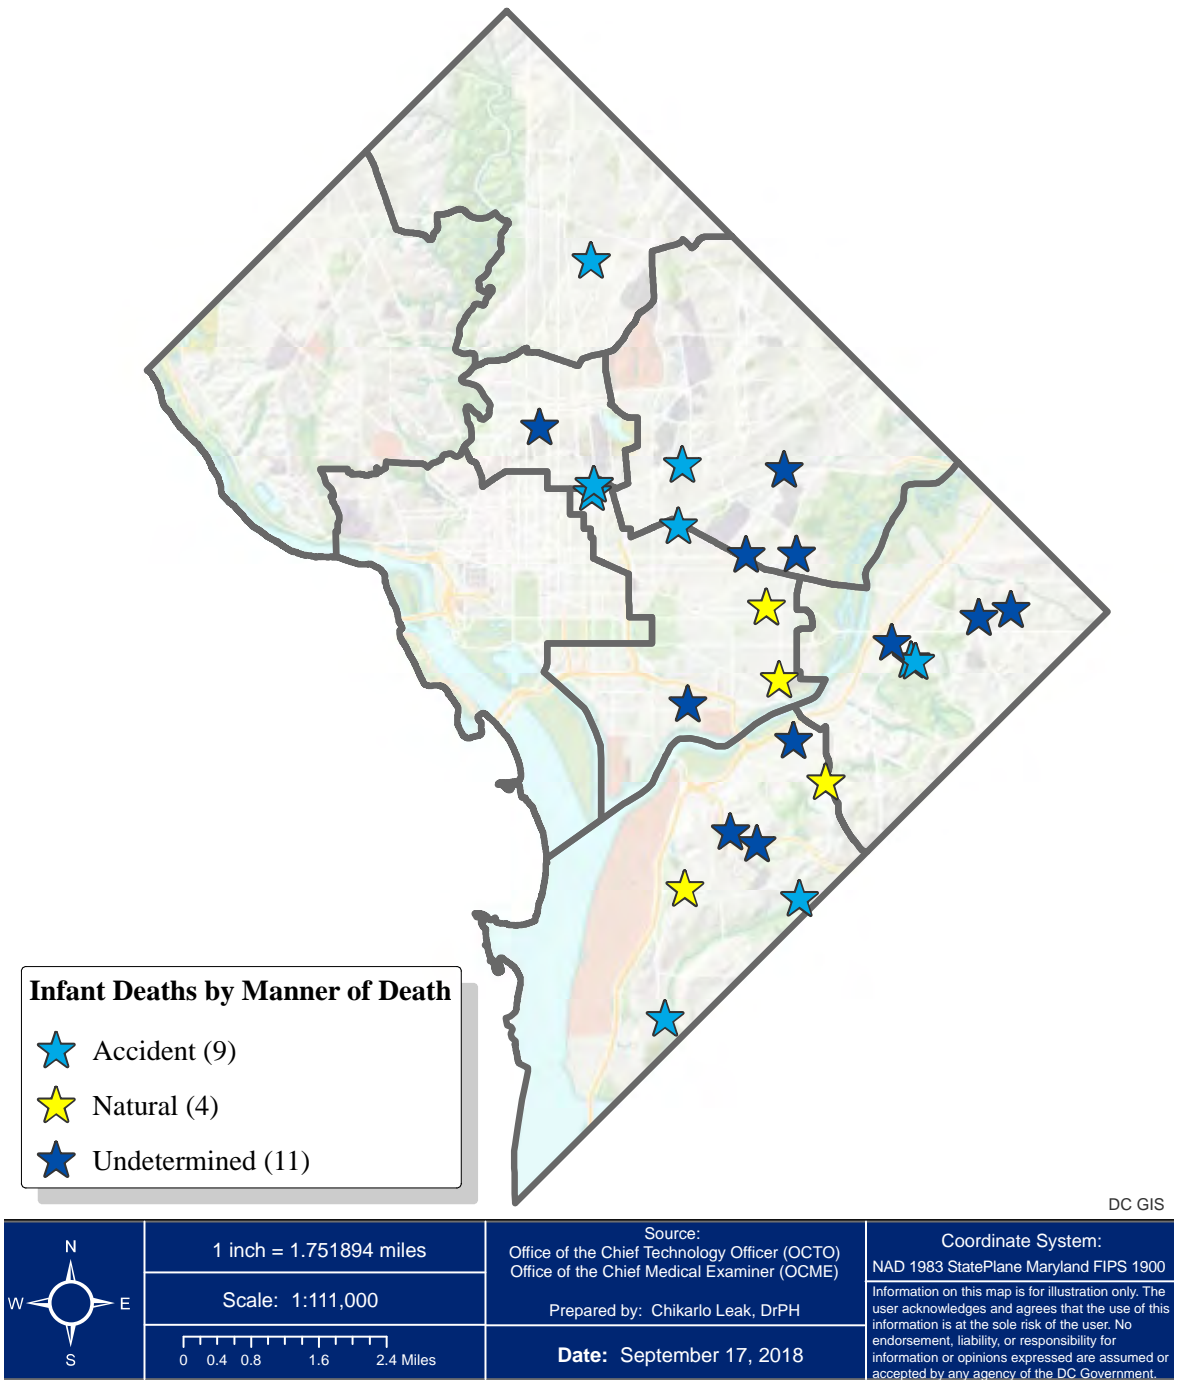 Infant Deaths by Manner of Death
Accident (9)
Natural (4)
Undetermined (11)
DC GIS
N
W E
S
1 inch = 1.751894 miles
Scale: 1:111,000
0 0.4 0.8 1.6 2.4 Miles
Source:
Office of the Chief Technology Officer (OCTO)
Office of the Chief Medical Examiner (OCME)
Prepared by: Chikarlo Leak, DrPH
Date: September 17, 2018
Coordinate System:
NAD 1983 StatePlane Maryland FIPS 1900
Information on this map is for illustration only. The
user acknowledges and agrees that the use of this
information is at the sole risk of the user. No
endorsement, liability, or responsibility for
information or opinions expressed are assumed or
accepted by any agency of the DC Government.